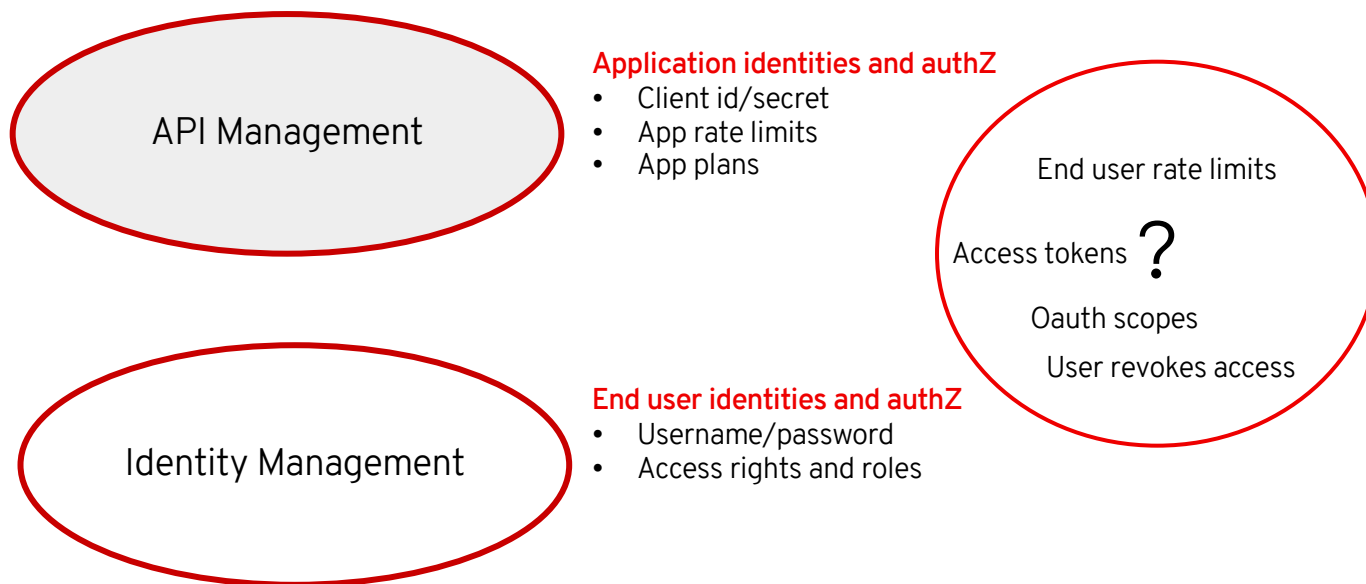 API Management
Application identities and authZ
• Client id/secret
• App rate limits
• App plans
End user rate limits
Access tokens ?
Oauth scopes
User revokes access
Identity Management
End user identities and authZ
• Username/password
• Access rights and roles